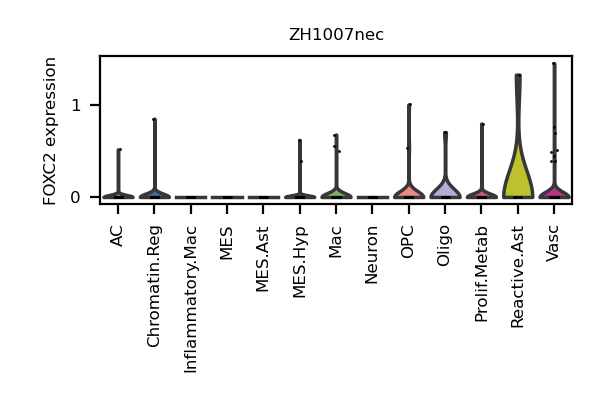 ZH1007nec
FOXC2 expression
1
0
AC
Chromatin.Reg
Inflammatory.Mac
MES
MES.Ast
MES.Hyp
Mac
Neuron
OPC
Oligo
Prolif.Metab
Reactive.Ast
Vasc